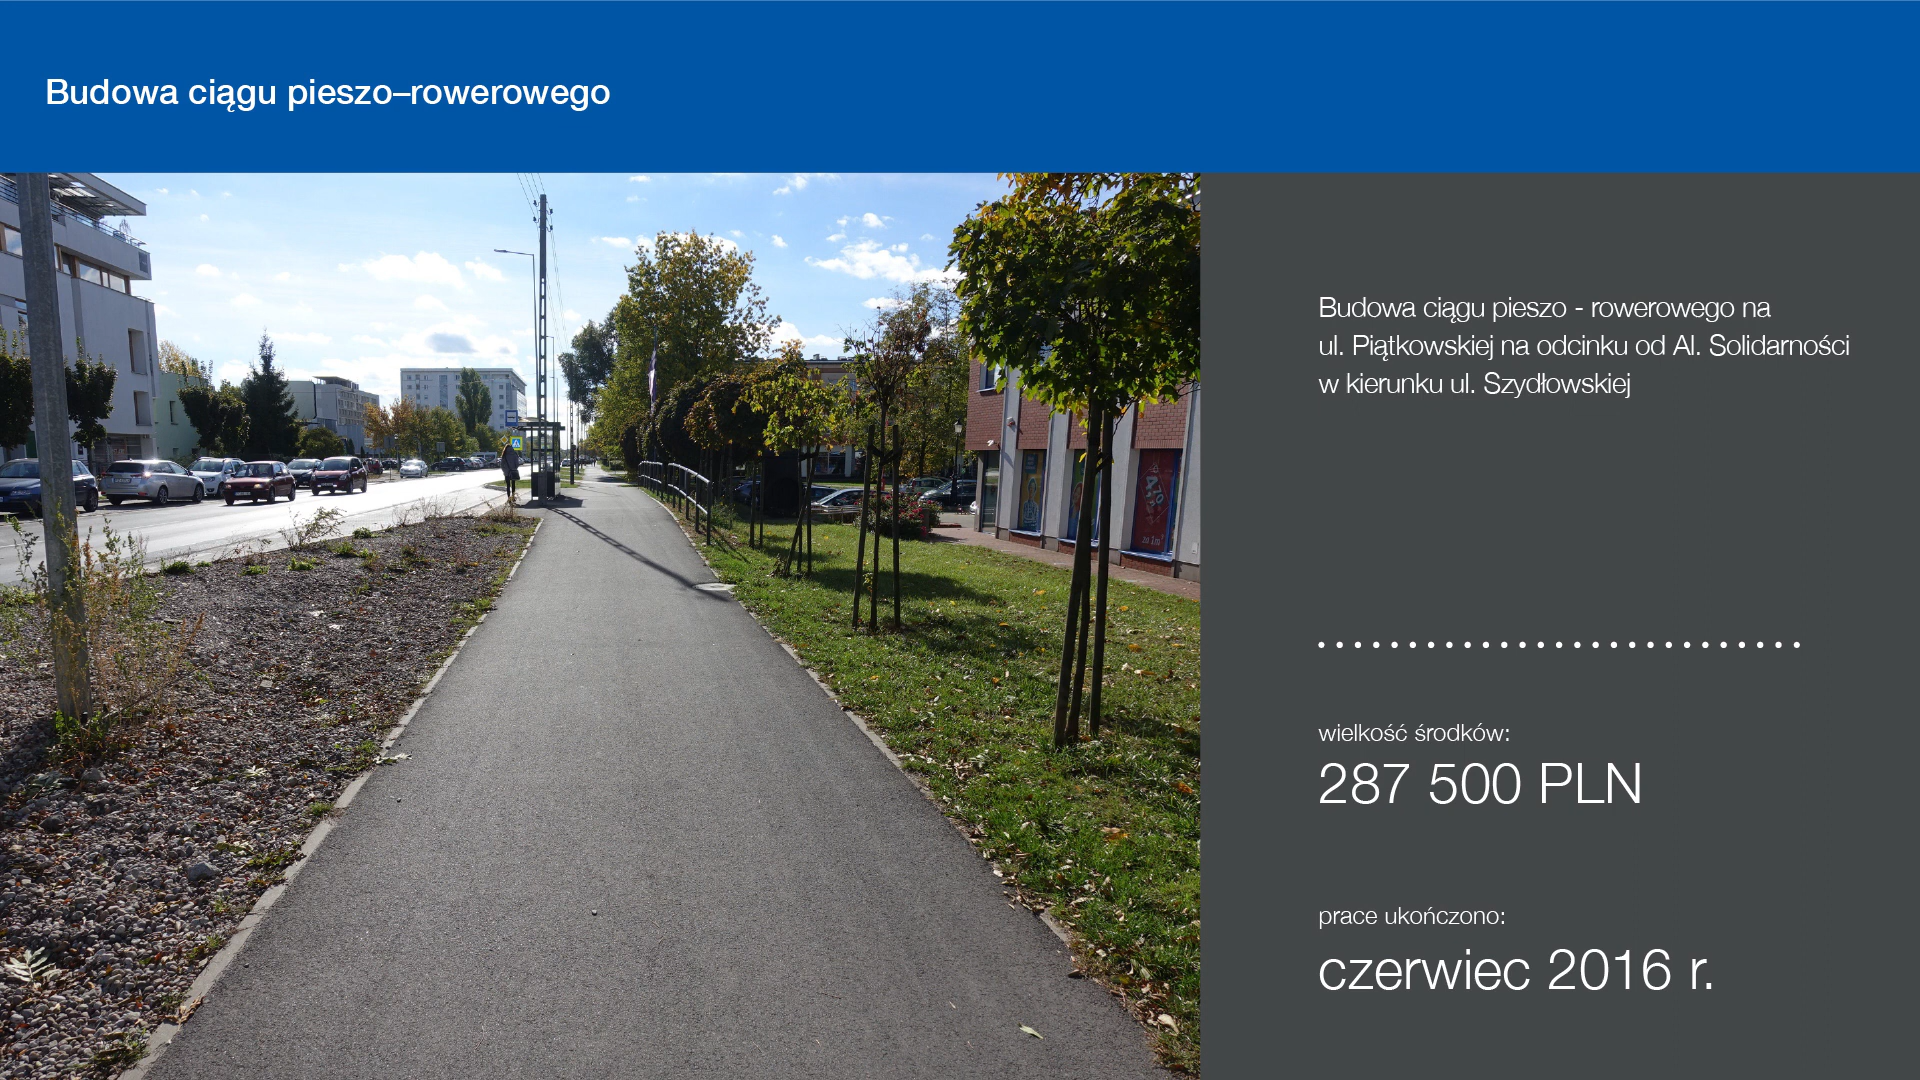 Budowa ciągu pieszo–rowerowego
Budowa ciągu pieszo - rowerowego na
ul. Piątkowskiej na odcinku od Al. Solidarności
w kierunku ul. Szydłowskiej
wielkość środków:
287 500 PLN
prace ukończono:
czerwiec 2016 r.